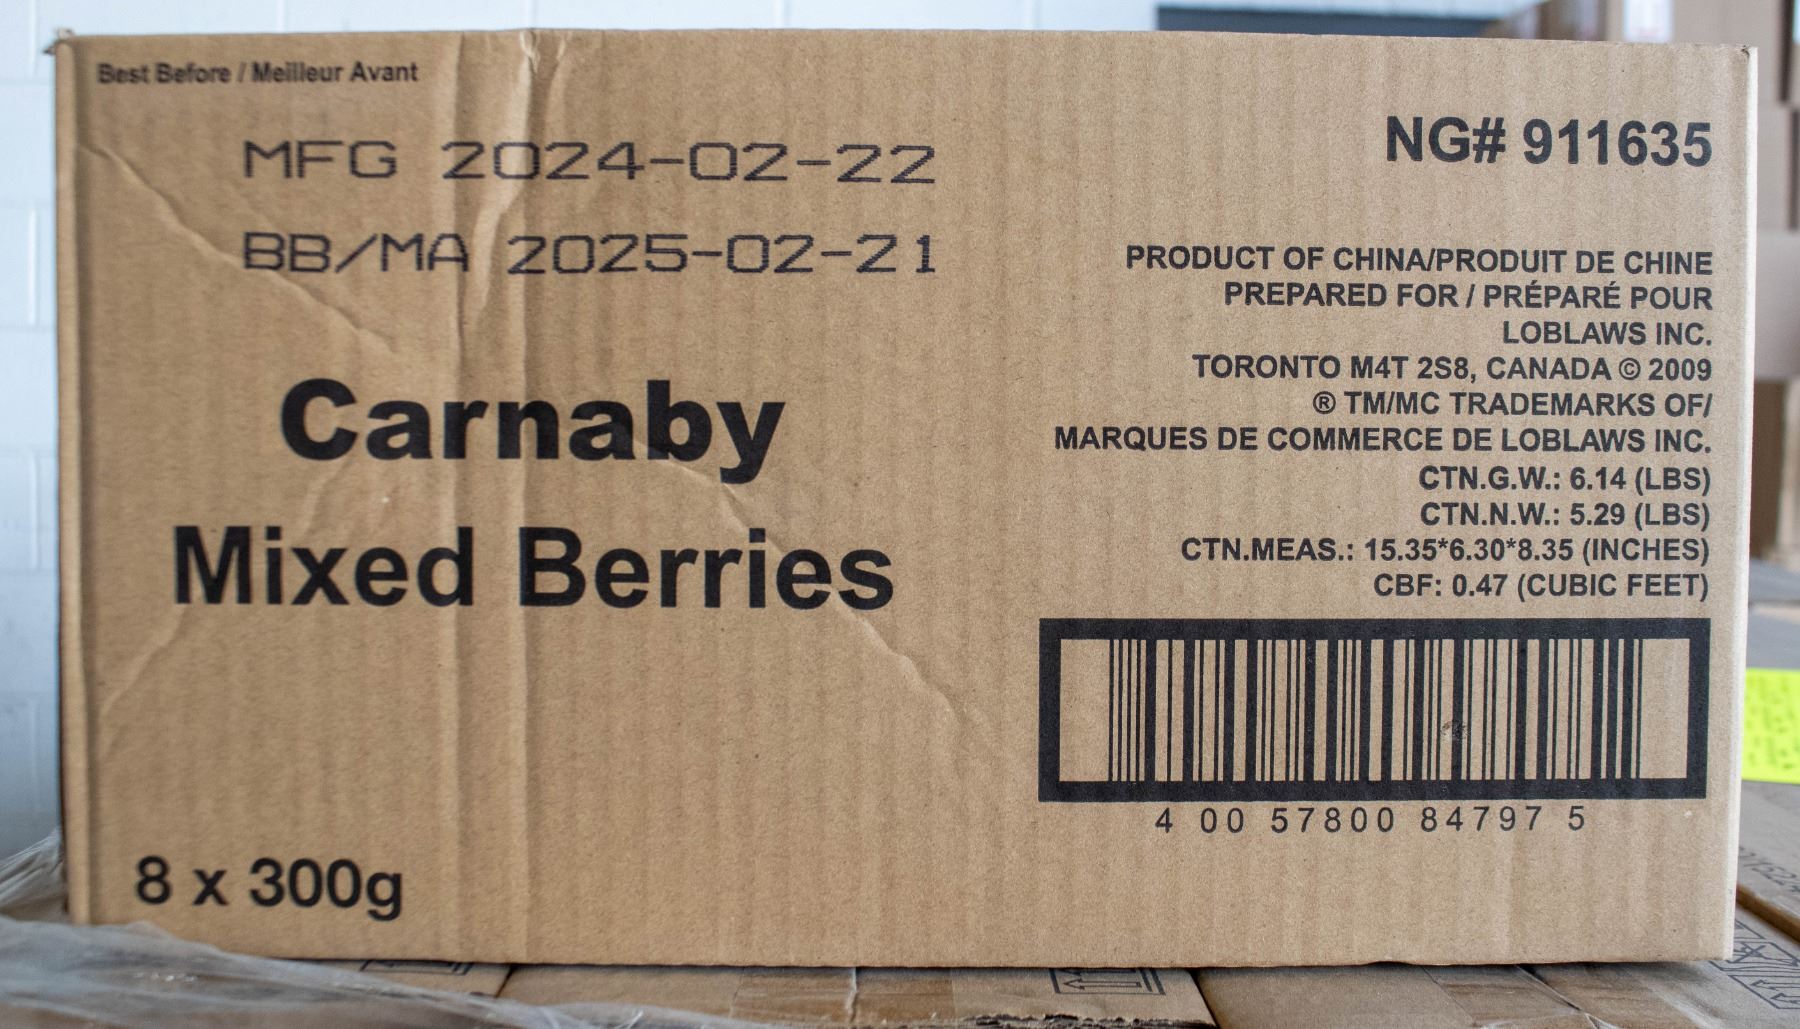 Best Before / Meilleur Avant
MFG 2024-02-22
BB/MA 2025-02-21
Carnaby
Mixed Berries
8 x 300g
NG# 911635
PRODUCT OF CHINA/PRODUIT DE CHINE
PREPARED FOR / PRÉPARÉ POUR
LOBLAWS INC.
TORONTO M4T 2S8, CANADA © 2009
® TM/MC TRADEMARKS OF/
MARQUES DE COMMERCE DE LOBLAWS INC.
CTN.G.W.: 6.14 (LBS)
CTN.N.W.: 5.29 (LBS)
CTN.MEAS.: 15.35*6.30*8.35 (INCHES)
CBF: 0.47 (CUBIC FEET)
4 00 57800 84797 5